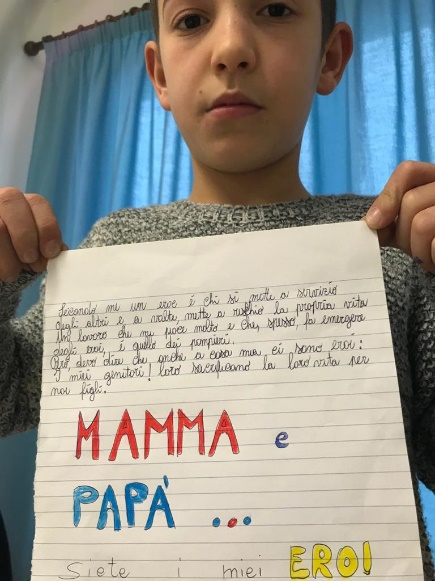 Secondo me un eroe è chi si mette a servizio
degli altri e a volte, mette a rischio la propria vita
Un lavoro che mi piace molto e che, spesso, fa emergere
degli eroi, è quello dei pompieri.
Però, devo dire che anche a casa mia, ci sono eroi:
I miei genitori! loro sacrificano la loro vita per
noi figli.
MAMMA e
PAPÀ ...
Siete i miei EROI